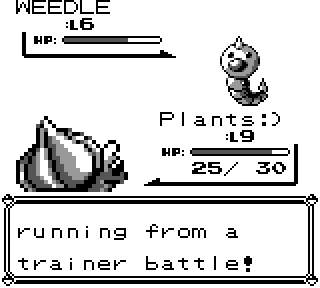 WEEDLE
:L6
HP:
Plants:)
:L9
HP:
25/ 30
running from a
trainer battle!